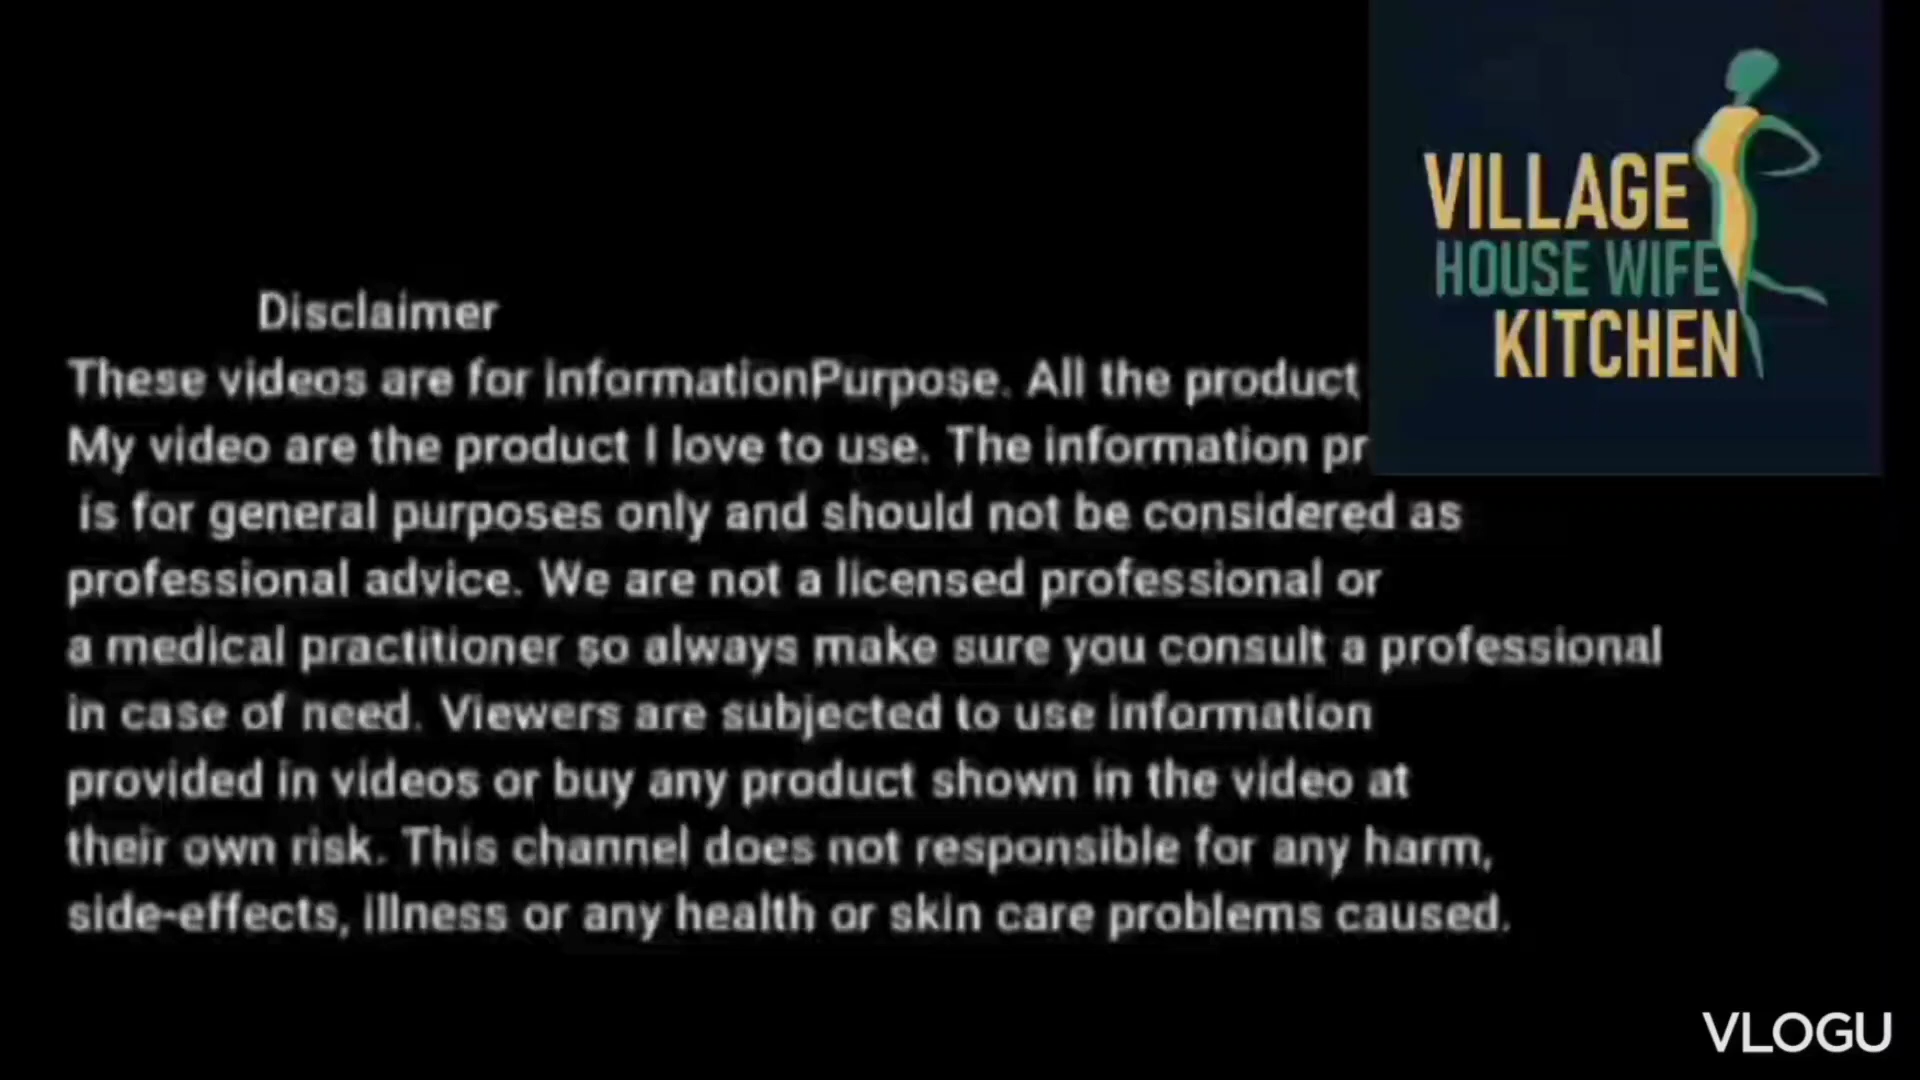 VILLAGE
HOUSE WIFE
KITCHEN
Disclaimer
These videos are for informationPurpose. All the product
My video are the product I love to use. The information pr
is for general purposes only and should not be considered as
professional advice. We are not a licensed professional or
a medical practitioner so always make sure you consult a professional
in case of need. Viewers are subjected to use information
provided in videos or buy any product shown in the video at
their own risk. This channel does not responsible for any harm,
side-effects, illness or any health or skin care problems caused.
VLOGU